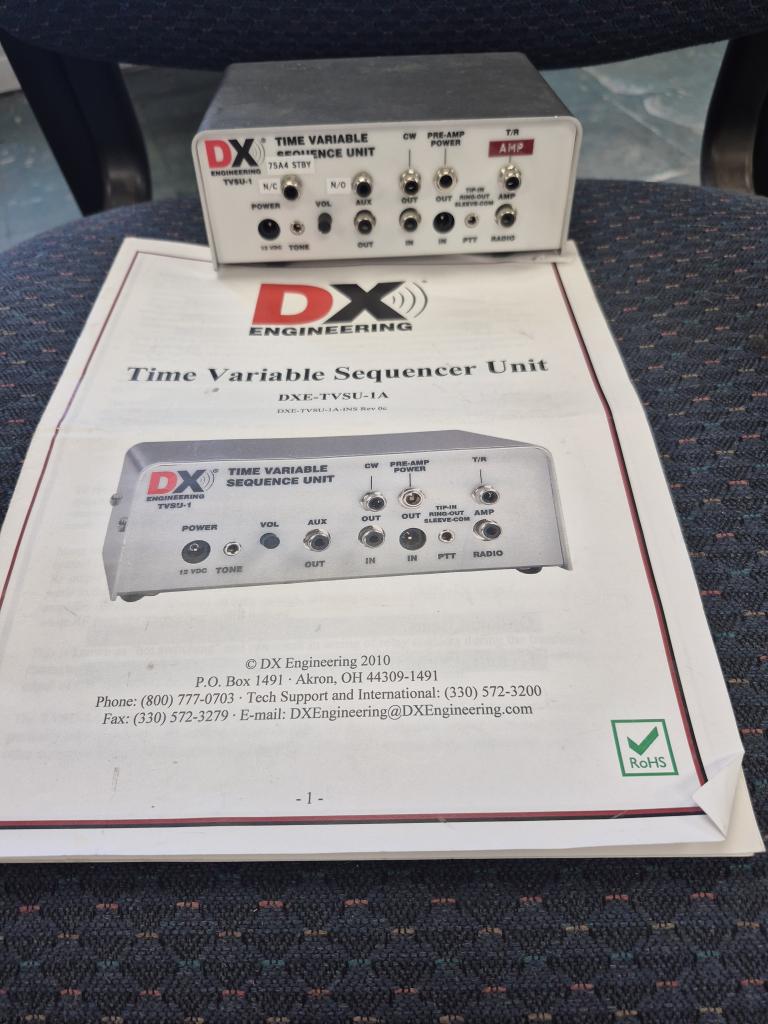 DX
ENGINEERING
TVSU-1
TIME VARIABLE
SEQUENCE UNIT
75A4 STBY
N/C
N/O
CW
PRE-AMP
POWER
T/R
AMP
POWER
VOL
AUX
OUT
OUT
TIP-IN
RING-OUT
SLEEVE-COM
AMP
12 VDC
TONE
OUT
IN
IN
PTT
RADIO
DX
ENGINEERING
Time Variable Sequencer Unit
DXE-TVSU-1A
DXE-TVSU-1A-INS Rev 0c
DX
ENGINEERING
TVSU-1
TIME VARIABLE
SEQUENCE UNIT
CW
PRE-AMP
POWER
T/R
POWER
VOL
AUX
OUT
OUT
TIP-IN
RING-OUT
SLEEVE-COM
AMP
12 VDC
TONE
OUT
IN
IN
PTT
RADIO
© DX Engineering 2010
P.O. Box 1491 · Akron, OH 44309-1491
Phone: (800) 777-0703 · Tech Support and International: (330) 572-3200
Fax: (330) 572-3279 · E-mail: DXEngineering@DXEngineering.com
RoHS
- 1 -